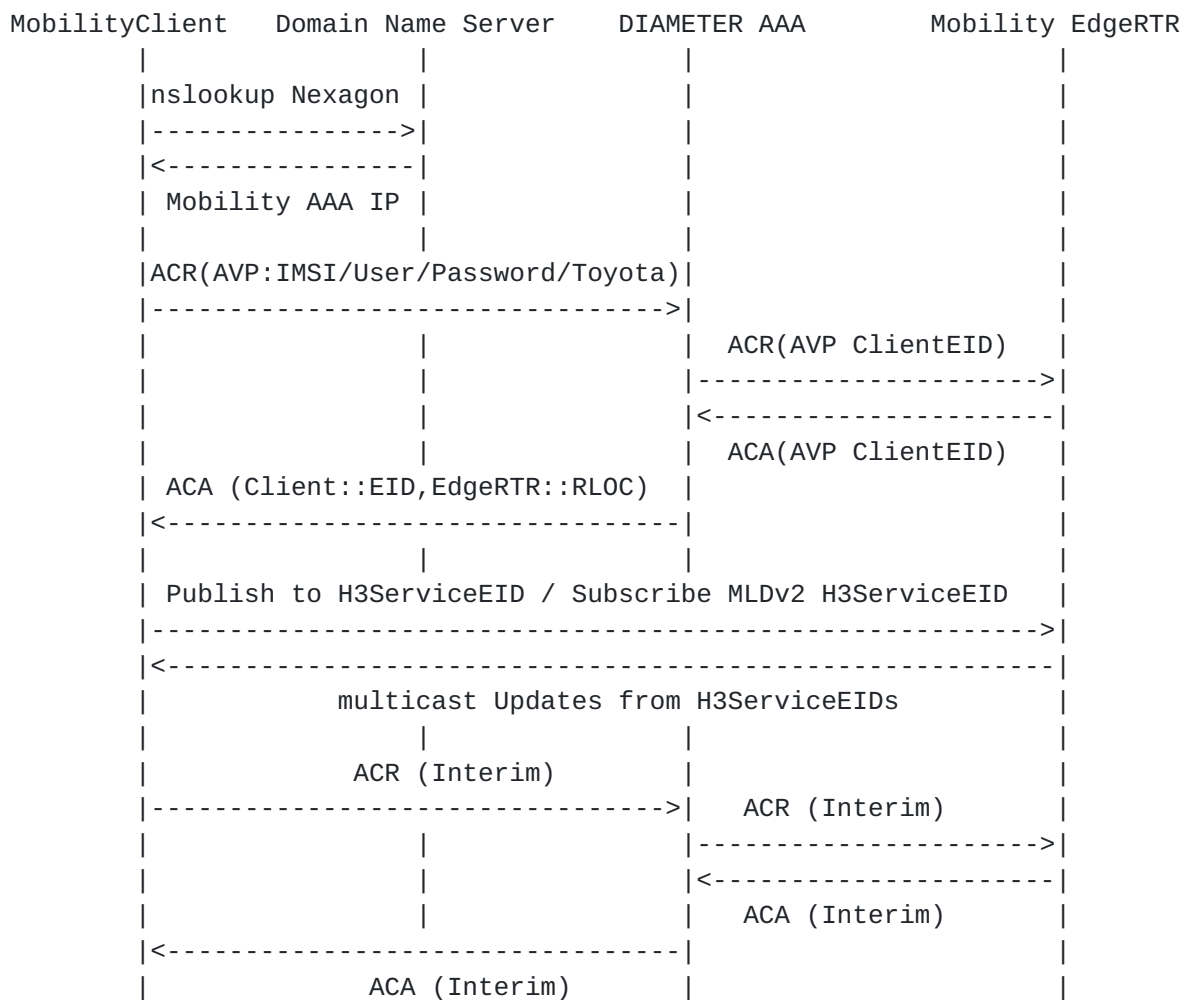 MobilityClient   Domain Name Server    DIAMETER AAA        Mobility EdgeRTR
nslookup Nexagon
Mobility AAA IP
ACR(AVP:IMSI/User/Password/Toyota)
ACR(AVP ClientEID)
ACA(AVP ClientEID)
ACA (Client::EID,EdgeRTR::RLOC)
Publish to H3ServiceEID / Subscribe MLDv2 H3ServiceEID
multicast Updates from H3ServiceEIDs
ACR (Interim)
ACR (Interim)
ACA (Interim)
ACA (Interim)